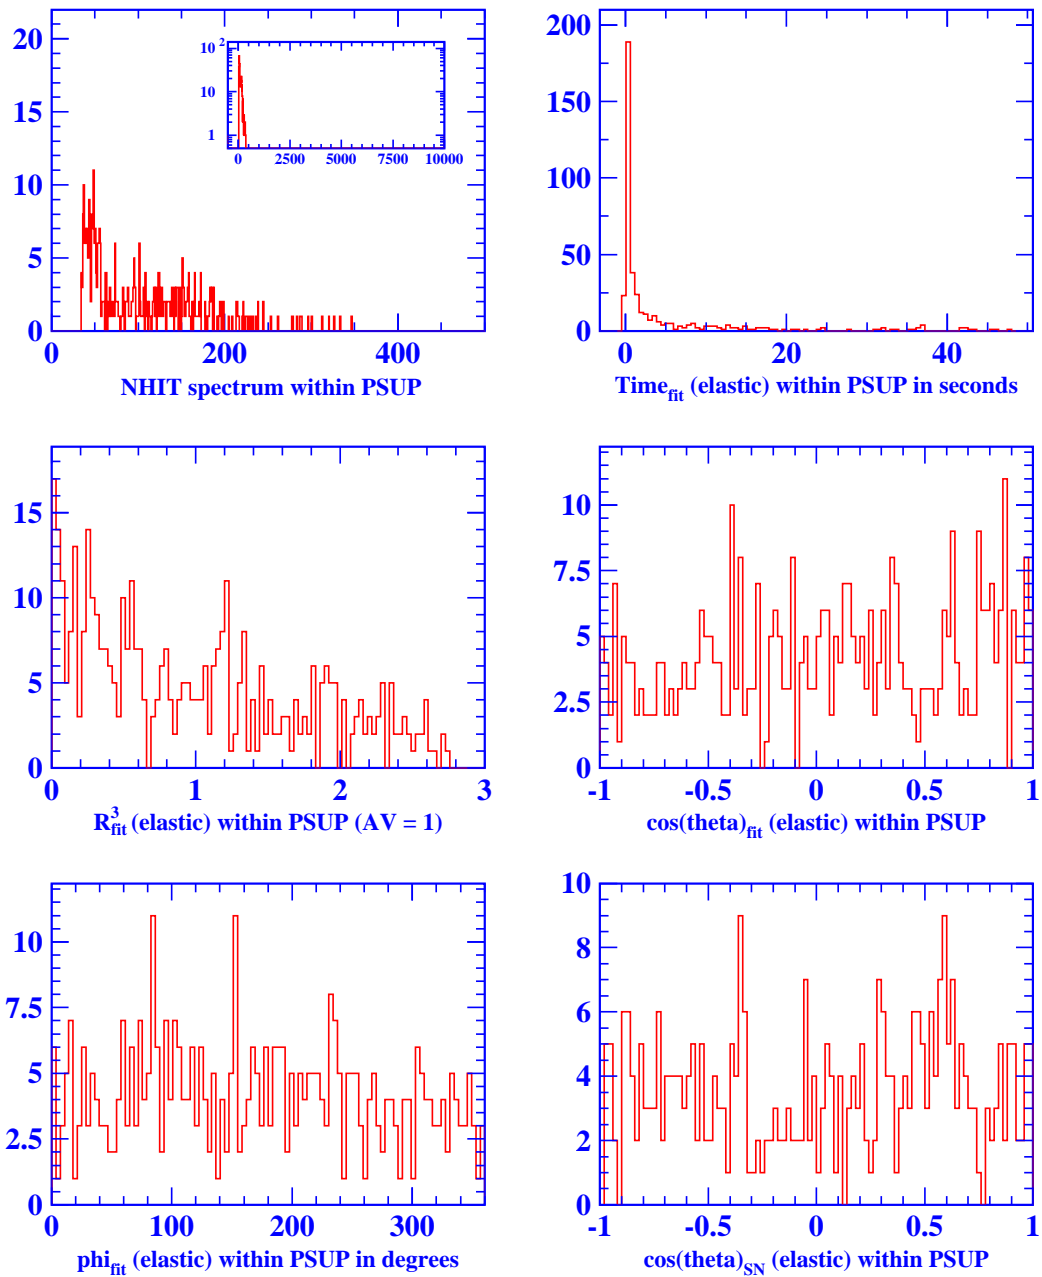 20
15
10
5
0
0 200 400
10²
10
1
0 2500 5000 7500 10000
NHIT spectrum within PSUP
200
150
100
50
0
0 20 40
Time_fit (elastic) within PSUP in seconds
15
10
5
0
0 1 2 3
R³_fit (elastic) within PSUP (AV = 1)
10
7.5
5
2.5
0
-1 -0.5 0 0.5 1
cos(theta)_fit (elastic) within PSUP
10
7.5
5
2.5
0
0 100 200 300
phi_fit (elastic) within PSUP in degrees
10
8
6
4
2
0
-1 -0.5 0 0.5 1
cos(theta)_SN (elastic) within PSUP